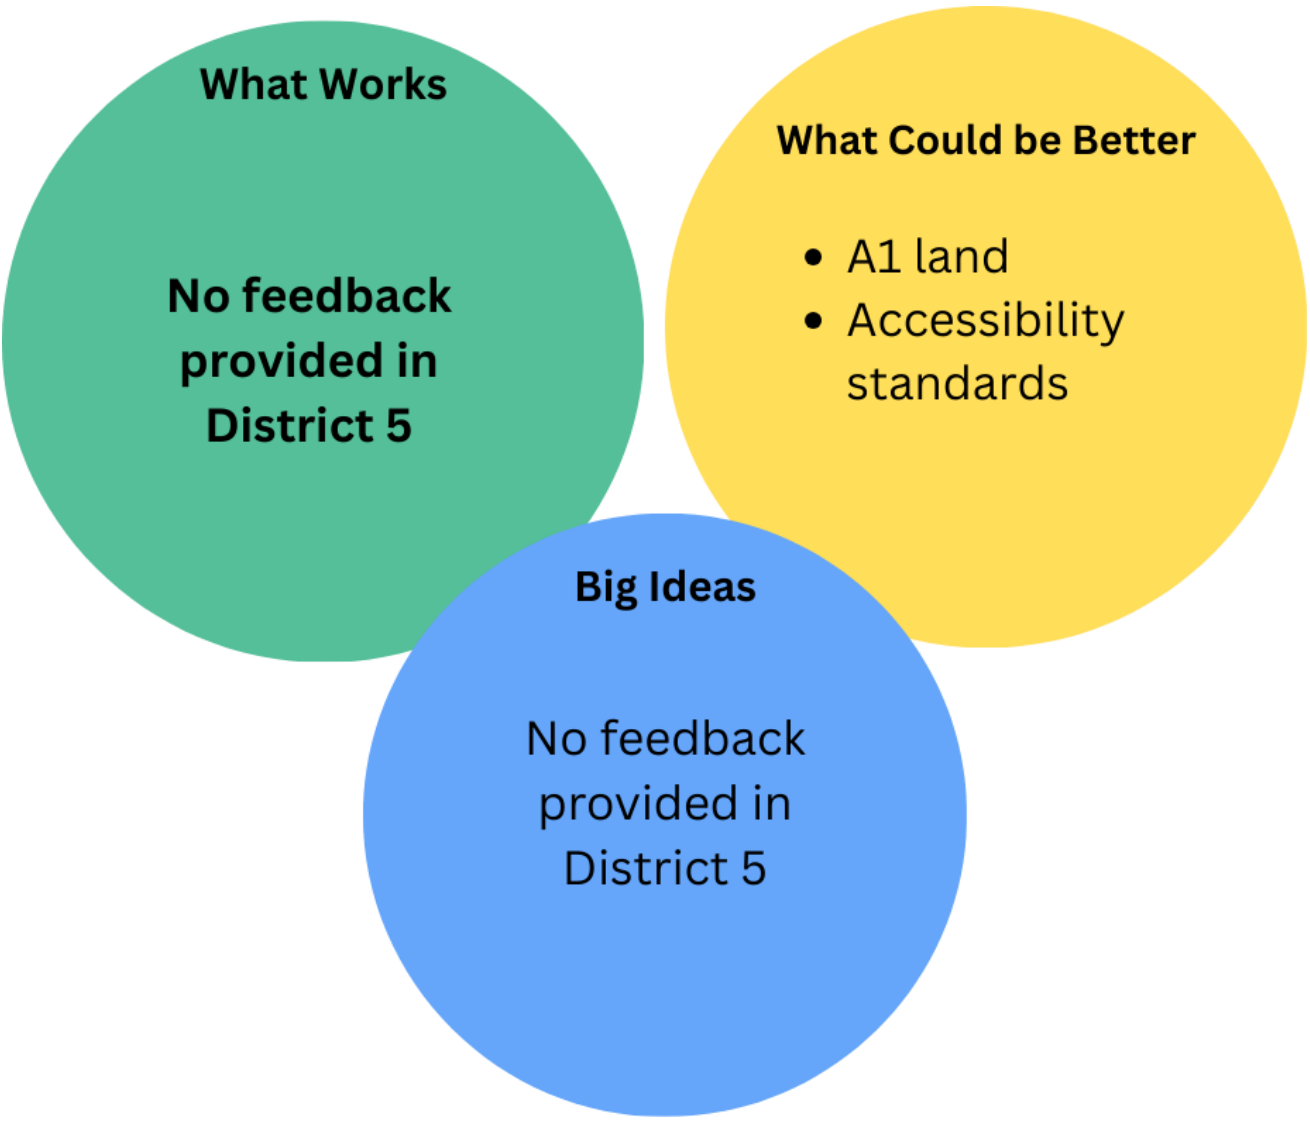 What Works
No feedback
provided in
District 5
What Could be Better
• A1 land
• Accessibility
standards
Big Ideas
No feedback
provided in
District 5